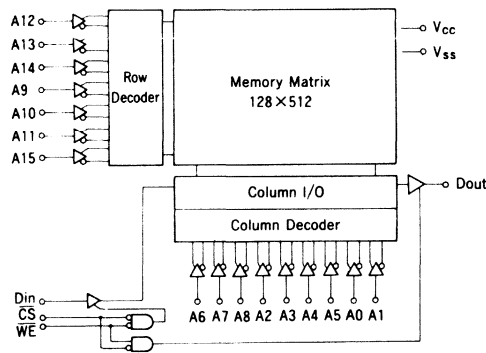 A12
A13
A14
A9
A10
A11
A15
Row
Decoder
Memory Matrix
128×512
Vcc
Vss
Column I/O
Column Decoder
Dout
Din
CS
WE
A6 A7 A8 A2 A3 A4 A5 A0 A1